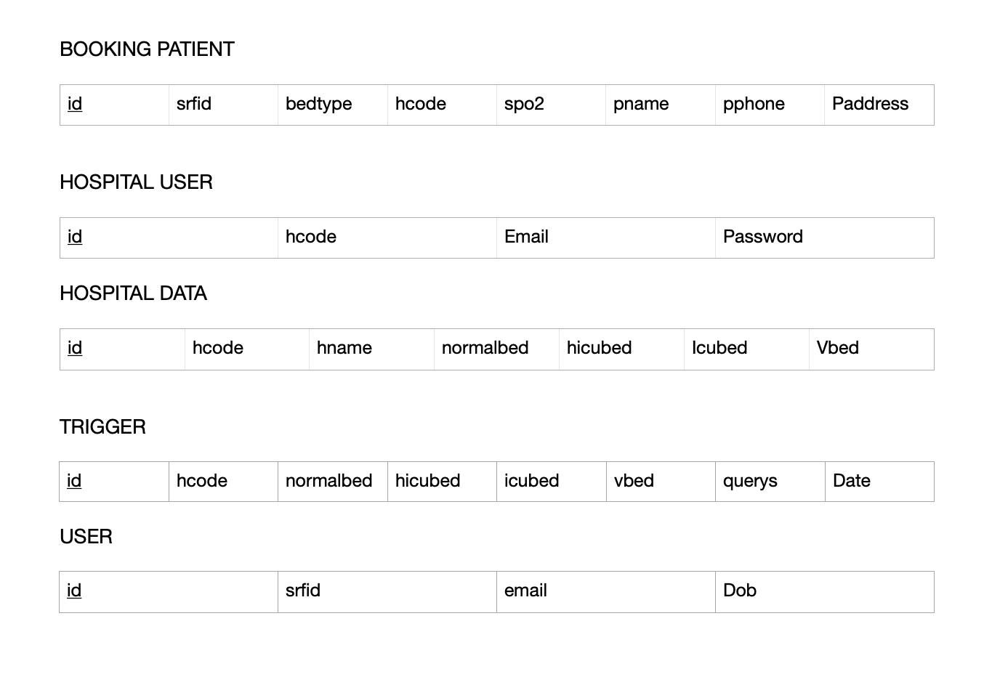 BOOKING PATIENT
id srfid bedtype hcode spo2 pname pphone Paddress
HOSPITAL USER
id hcode Email Password
HOSPITAL DATA
id hcode hname normalbed hicubed Icubed Vbed
TRIGGER
id hcode normalbed hicubed icubed vbed querys Date
USER
id srfid email Dob